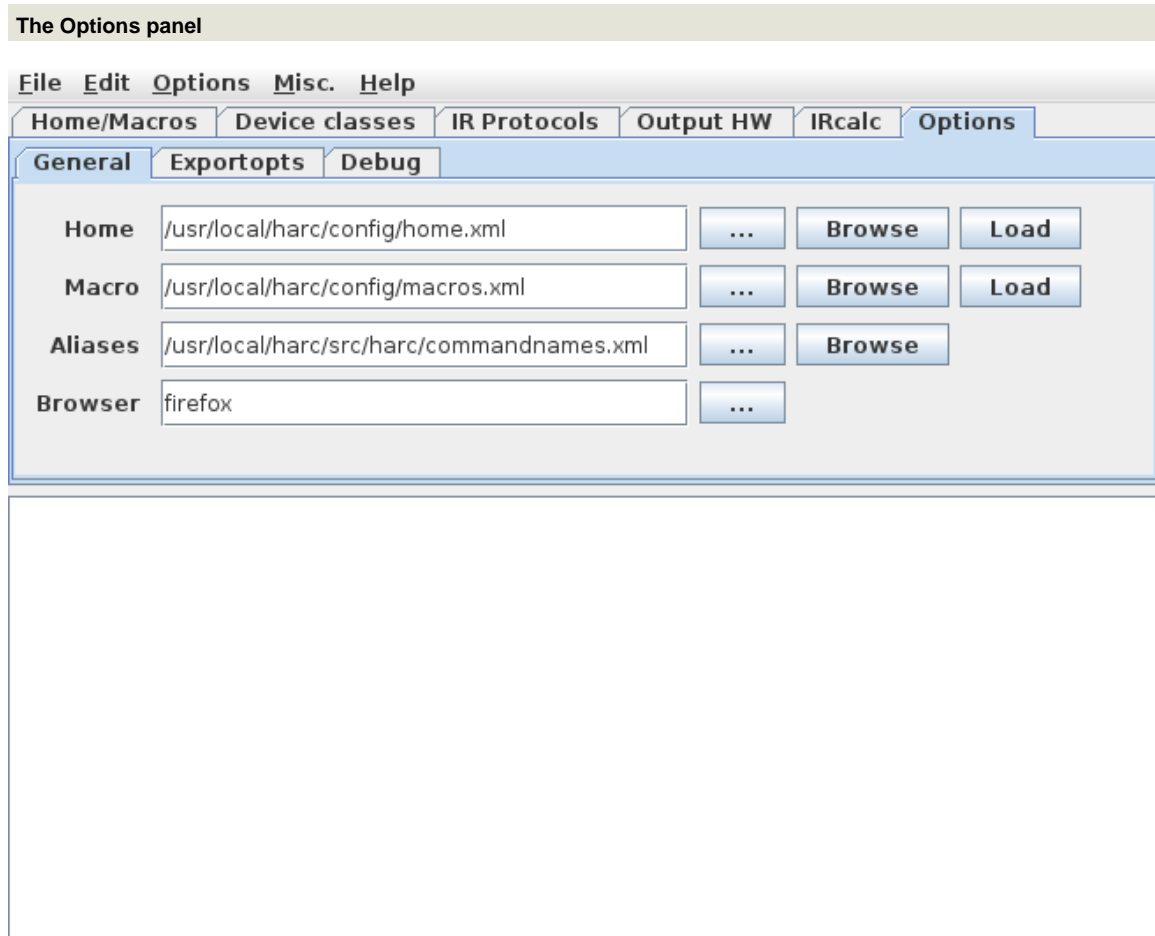 The Options panel
File Edit Options Misc. Help
Home/Macros Device classes IR Protocols Output HW IRcalc Options
General Exportopts Debug
Home /usr/local/harc/config/home.xml ... Browse Load
Macro /usr/local/harc/config/macros.xml ... Browse Load
Aliases /usr/local/harc/src/harc/commandnames.xml ... Browse
Browser firefox ...